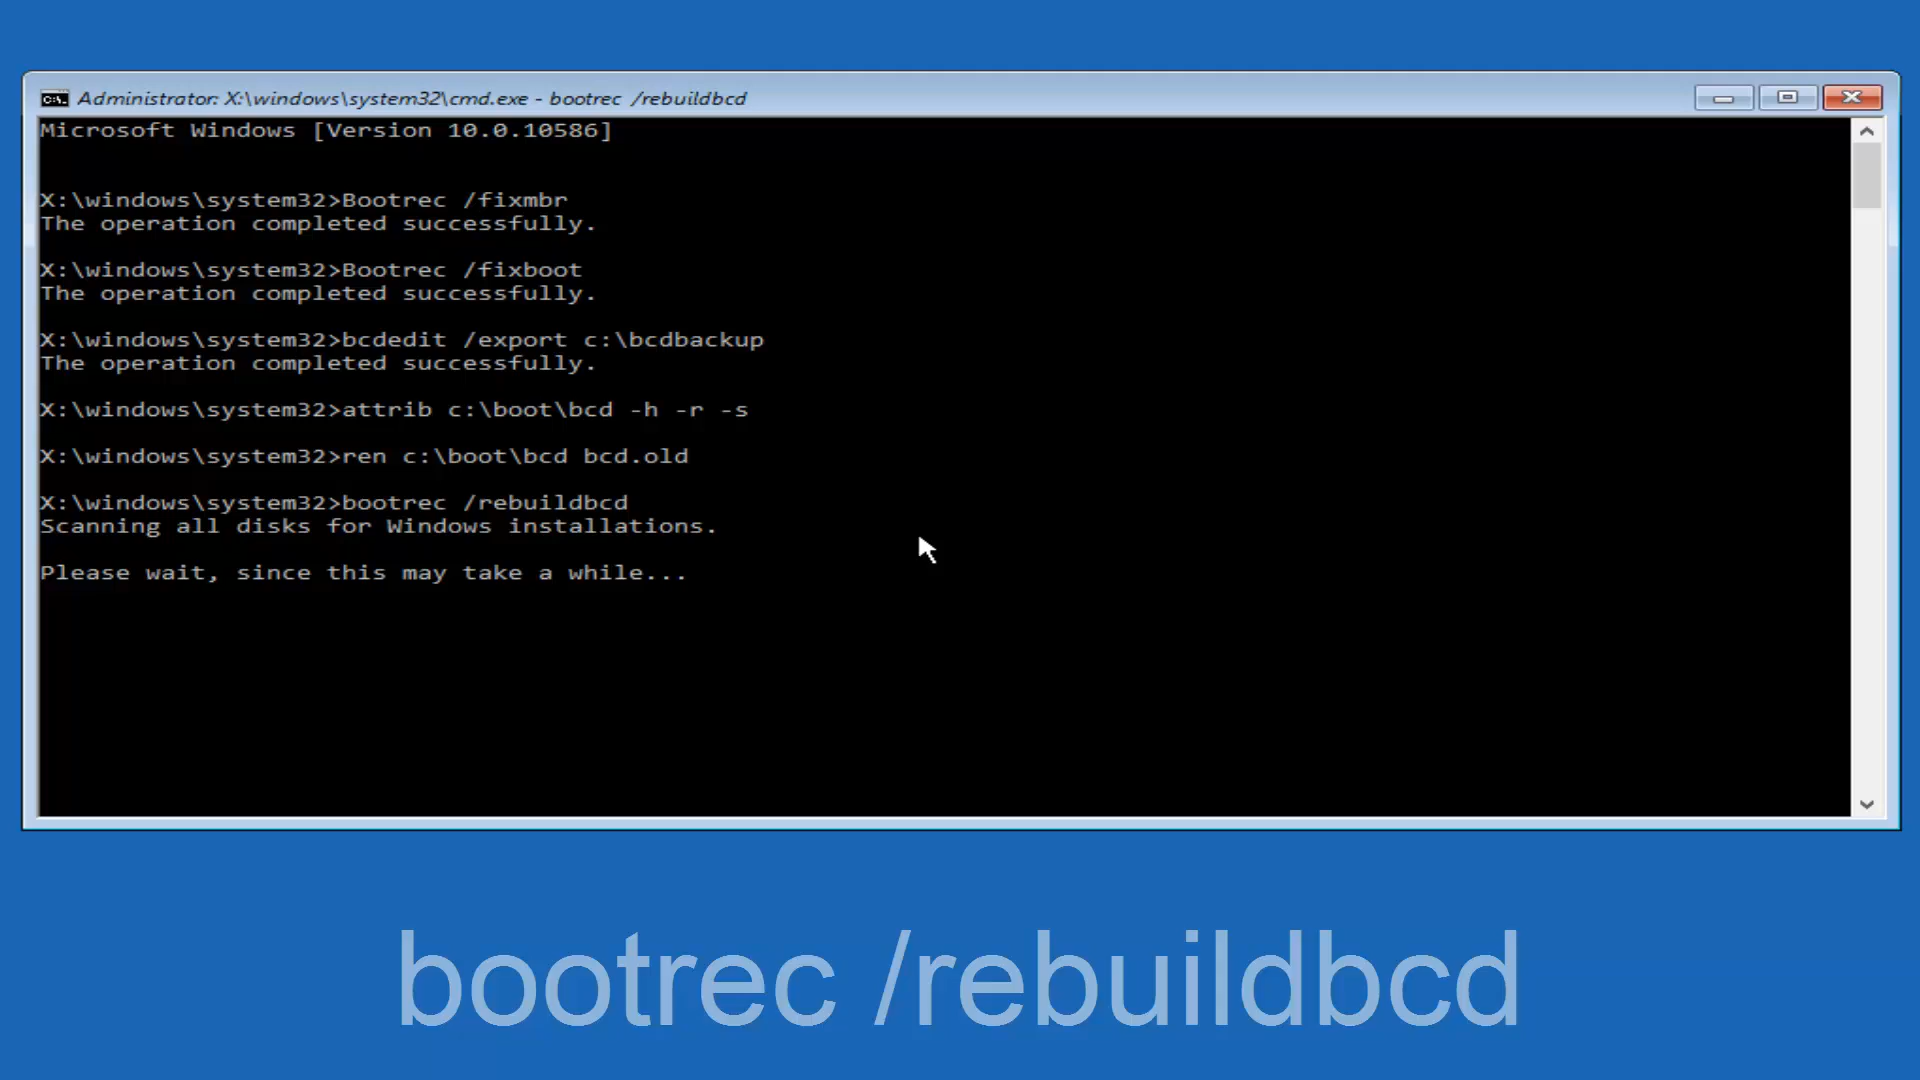 Administrator: X:\windows\system32\cmd.exe - bootrec /rebuildbcd
Microsoft Windows [Version 10.0.10586]
X:\windows\system32>Bootrec /fixmbr
The operation completed successfully.
X:\windows\system32>Bootrec /fixboot
The operation completed successfully.
X:\windows\system32>bcdedit /export c:\bcdbackup
The operation completed successfully.
X:\windows\system32>attrib c:\boot\bcd -h -r -s
X:\windows\system32>ren c:\boot\bcd bcd.old
X:\windows\system32>bootrec /rebuildbcd
Scanning all disks for Windows installations.
Please wait, since this may take a while...
bootrec /rebuildbcd